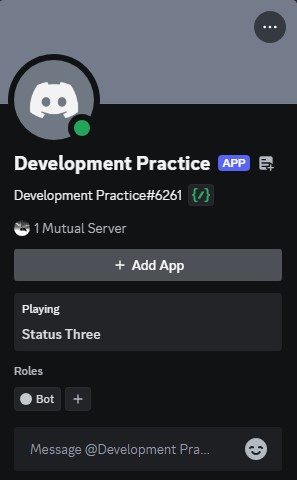 Development Practice APP
Development Practice#6261 {/}
1 Mutual Server
+ Add App
Playing
Status Three
Roles
Bot +
Message @Development Pra...